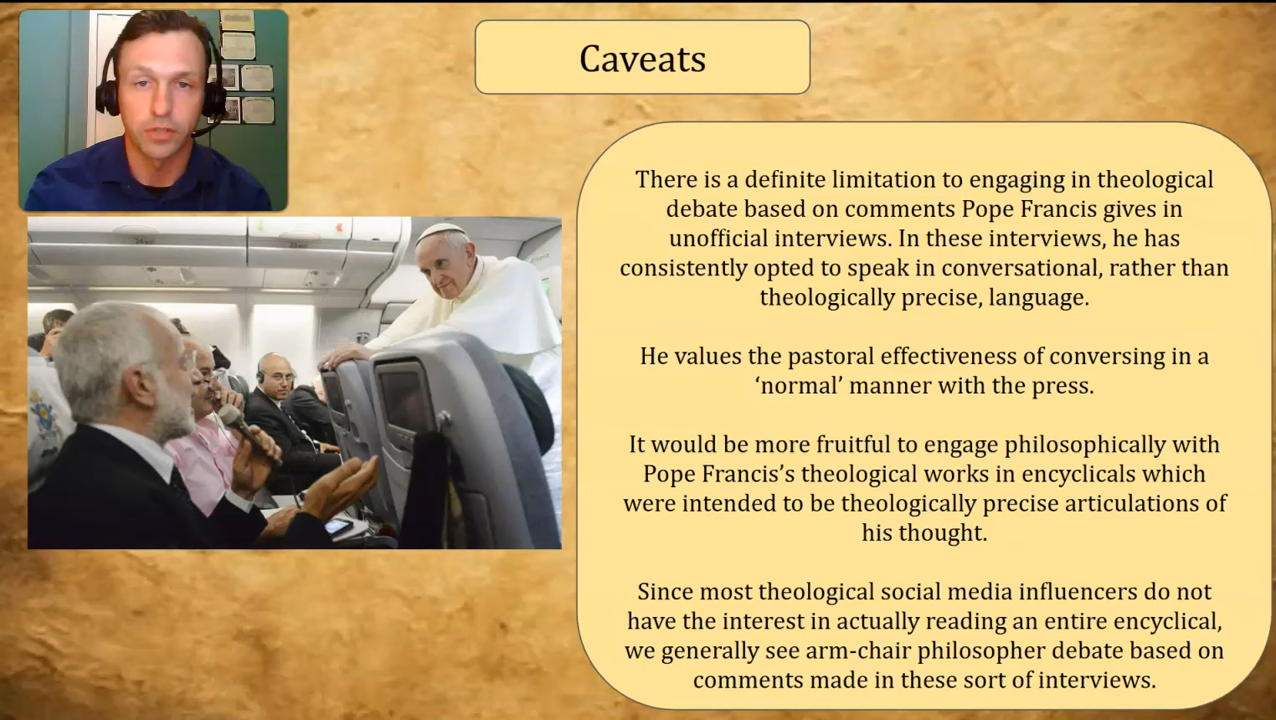 Caveats
There is a definite limitation to engaging in theological
debate based on comments Pope Francis gives in
unofficial interviews. In these interviews, he has
consistently opted to speak in conversational, rather than
theologically precise, language.
He values the pastoral effectiveness of conversing in a
‘normal’ manner with the press.
It would be more fruitful to engage philosophically with
Pope Francis’s theological works in encyclicals which
were intended to be theologically precise articulations of
his thought.
Since most theological social media influencers do not
have the interest in actually reading an entire encyclical,
we generally see arm-chair philosopher debate based on
comments made in these sort of interviews.